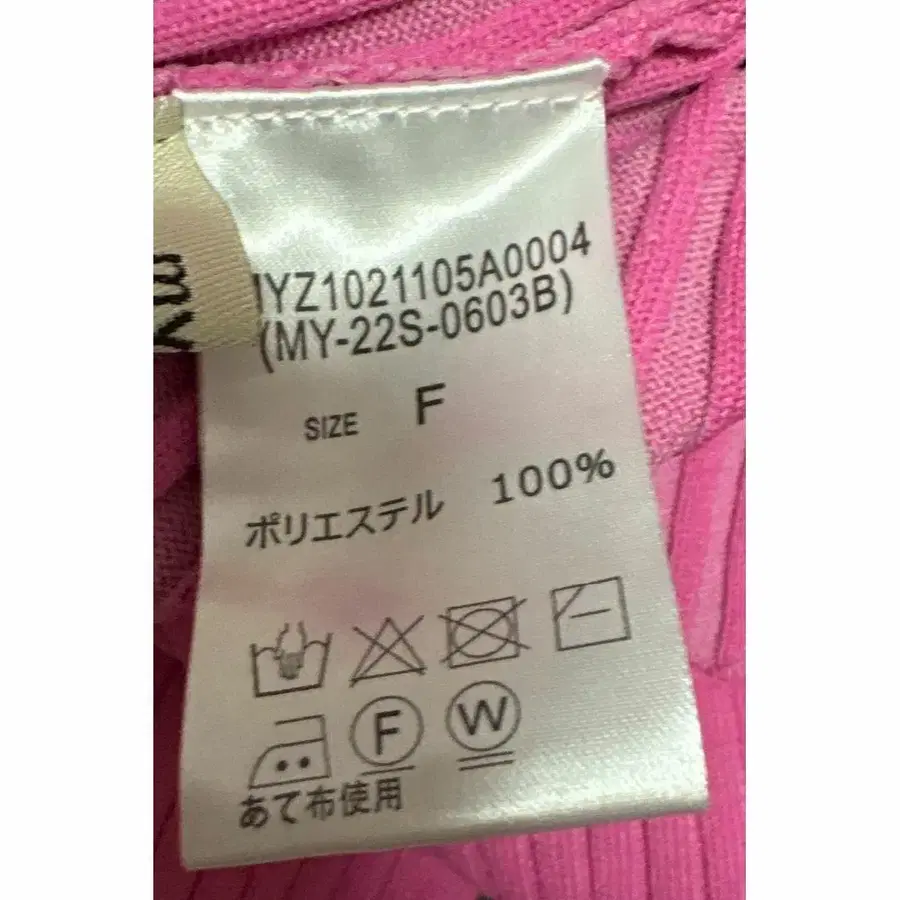 MYZ1021105A0004
(MY-22S-0603B)
SIZE F
ポリエステル 100%
F W
あて布使用